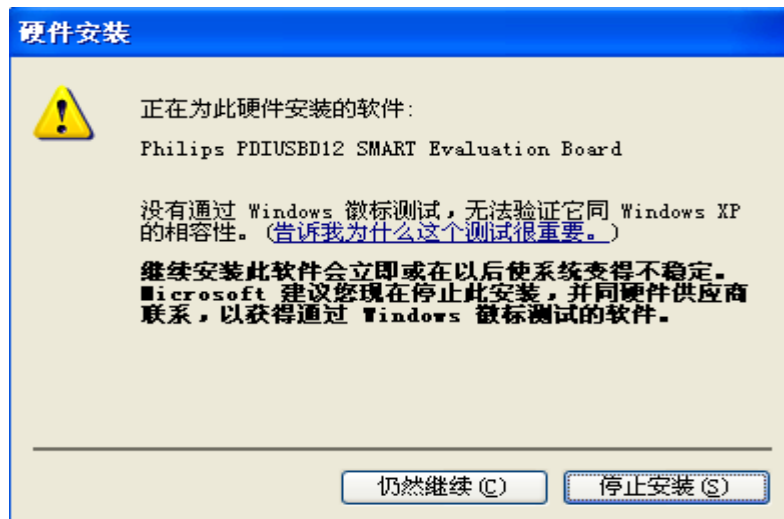 硬件安装
正在为此硬件安装的软件:
Philips PDIUSBD12 SMART Evaluation Board
没有通过 Windows 徽标测试，无法验证它同 Windows XP
的相容性。(告诉我为什么这个测试很重要。)
继续安装此软件会立即或在以后使系统变得不稳定。
Microsoft 建议您现在停止此安装，并同硬件供应商
联系，以获得通过 Windows 徽标测试的软件。
仍然继续(C) 停止安装(S)